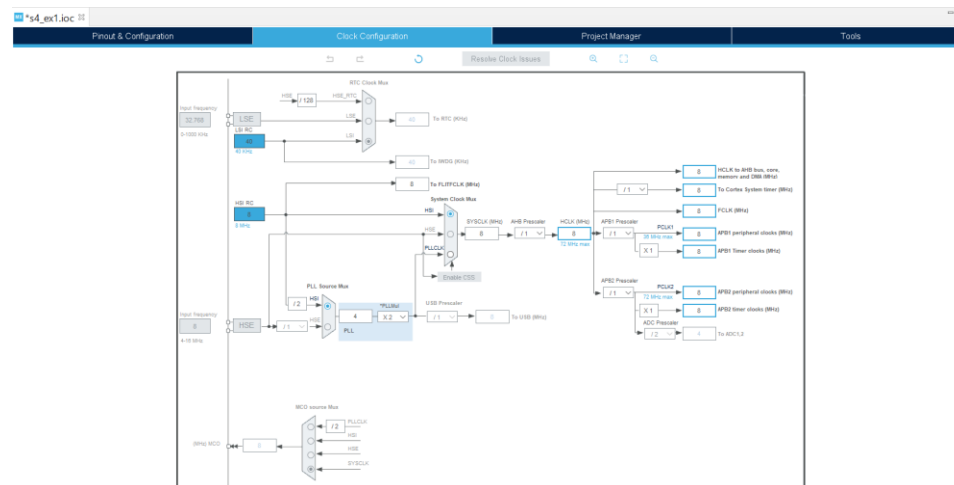 *s4_ex1.ioc
Pinout & Configuration
Clock Configuration
Project Manager
Tools
Resolve Clock Issues
RTC Clock Mux
HSE
/ 128
HSE_RTC
Input frequency
32.768
LSE
LSE
40
To RTC (KHz)
0-1000 KHz
LSI RC
40
LSI
40 KHz
40
To IWDG (KHz)
8
To FLITFCLK (MHz)
System Clock Mux
HSI RC
8
HSI
8 MHz
HSE
PLLCLK
SYSCLK (MHz)
8
AHB Prescaler
/ 1
HCLK (MHz)
8
72 MHz max
APB1 Prescaler
/ 1
8
HCLK to AHB bus, core,
memory and DMA (MHz)
/ 1
8
To Cortex System timer (MHz)
8
FCLK (MHz)
PCLK1
36 MHz max
8
APB1 peripheral clocks (MHz)
X 1
8
APB1 Timer clocks (MHz)
Enable CSS
PLL Source Mux
/ 2
HSI
HSE
*PLLMul
4
X 2
PLL
USB Prescaler
/ 1
8
To USB (MHz)
APB2 Prescaler
/ 1
PCLK2
72 MHz max
8
APB2 peripheral clocks (MHz)
X 1
8
APB2 timer clocks (MHz)
ADC Prescaler
/ 2
4
To ADC1,2
Input frequency
8
HSE
/ 1
4-16 MHz
MCO source Mux
/ 2
PLLCLK
HSI
HSE
SYSCLK
(MHz) MCO
8